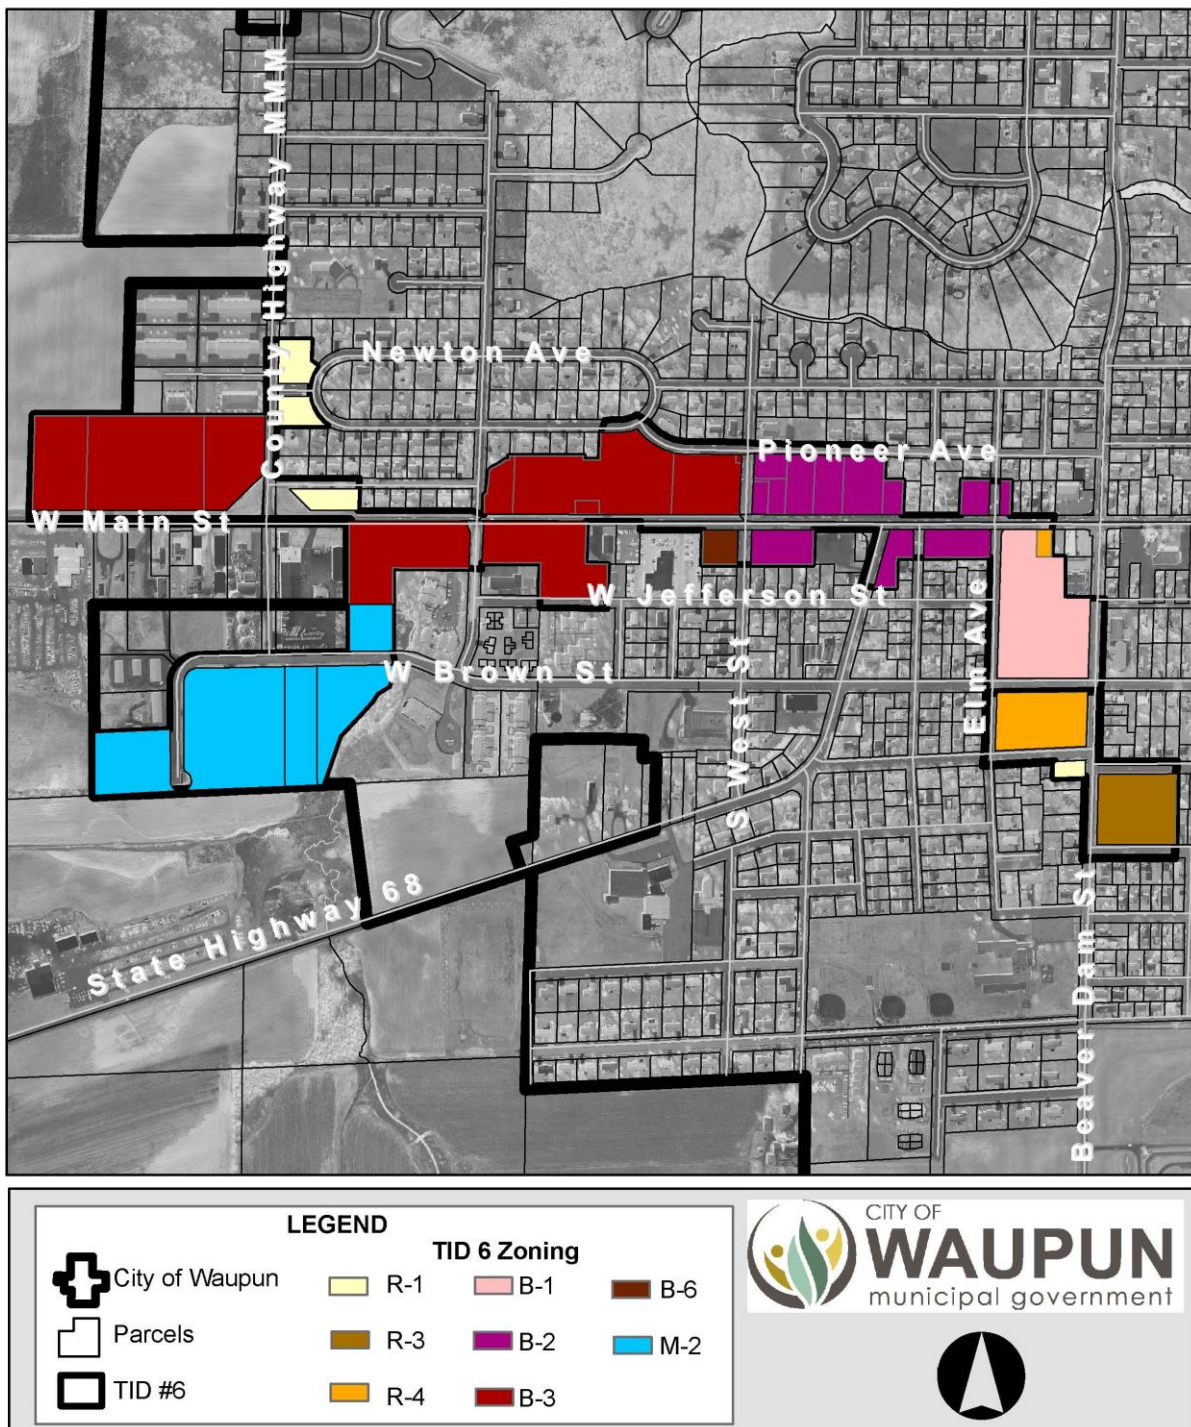 County Highway MMM
Newton Ave
Pioneer Ave
W Main St
W Jefferson St
Elm Ave
W Brown St
S West St
State Highway 68
Beaver Dam St
LEGEND
TID 6 Zoning
City of Waupun
R-1
B-1
B-6
Parcels
R-3
B-2
M-2
TID #6
R-4
B-3
CITY OF
WAUPUN
municipal government